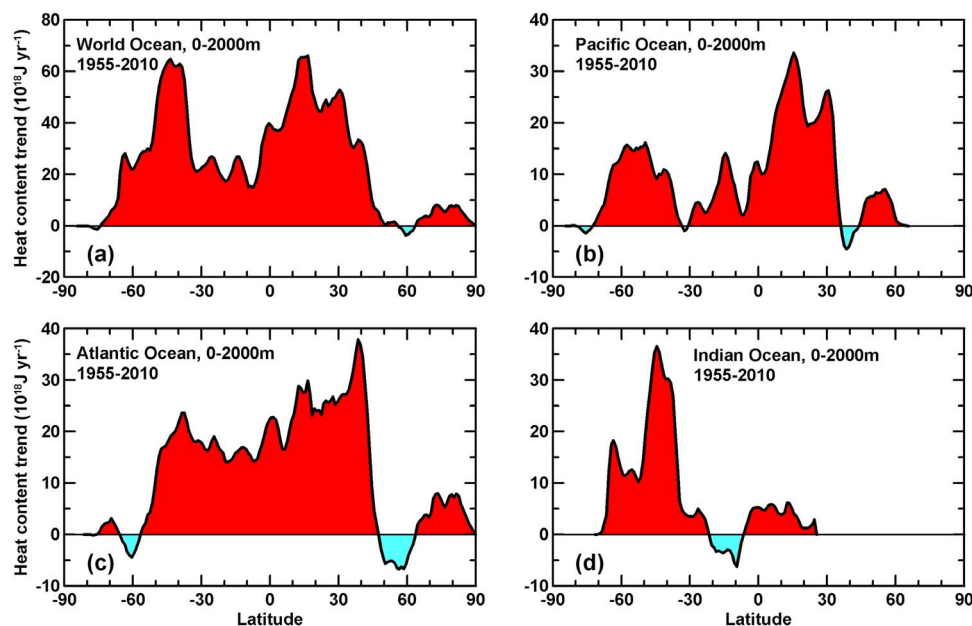 World Ocean, 0-2000m
1955-2010
Heat content trend (10¹⁸J yr⁻¹)
80
60
40
20
0
-20
(a)
-90 -60 -30 0 30 60 90
Pacific Ocean, 0-2000m
1955-2010
40
30
20
10
0
-10
(b)
-90 -60 -30 0 30 60 90
Atlantic Ocean, 0-2000m
1955-2010
Heat content trend (10¹⁸J yr⁻¹)
40
30
20
10
0
-10
(c)
-90 -60 -30 0 30 60 90
Latitude
Indian Ocean, 0-2000m
1955-2010
40
30
20
10
0
-10
(d)
-90 -60 -30 0 30 60 90
Latitude